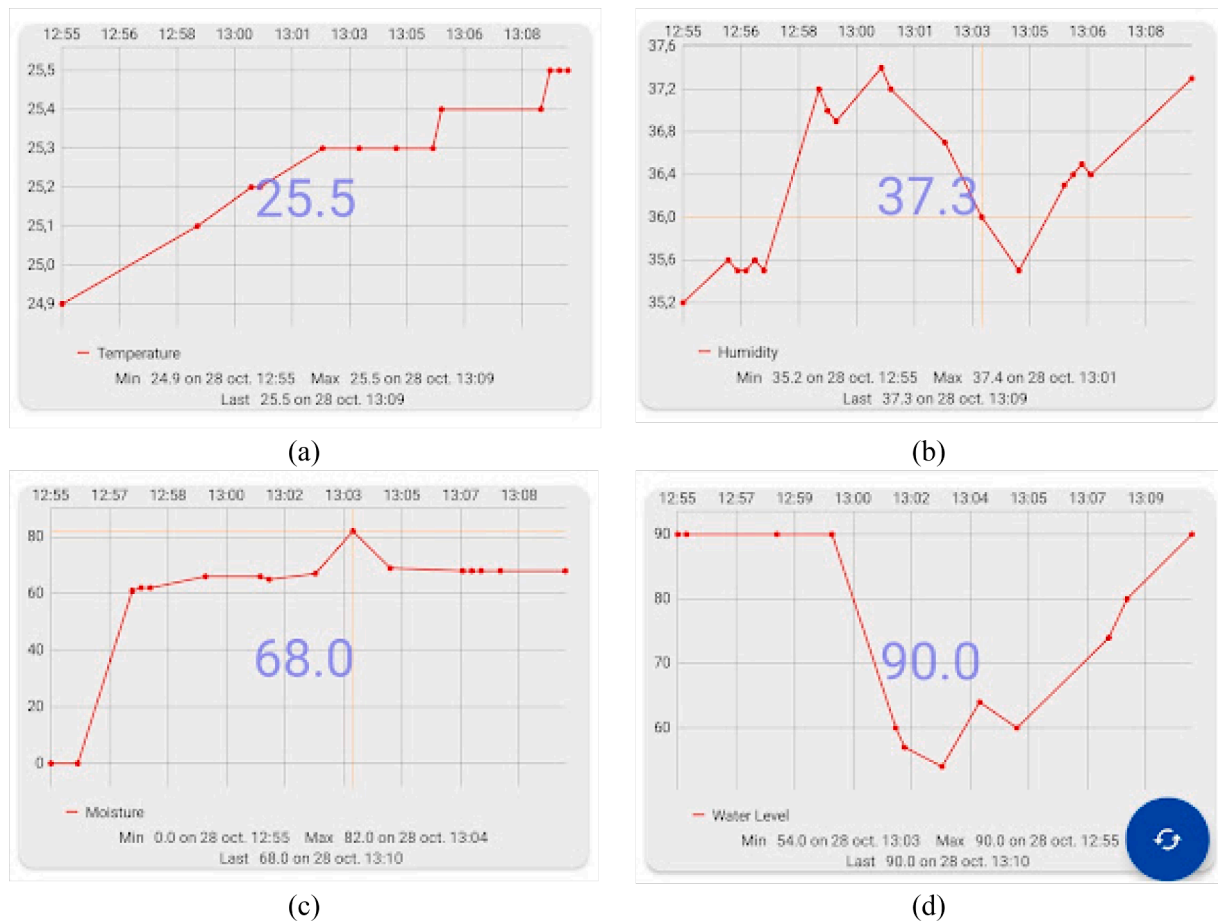 12:55 12:56 12:58 13:00 13:01 13:03 13:05 13:06 13:08
25,5
25,4
25,3
25,2
25,1
25,0
24,9
25.5
Temperature
Min 24.9 on 28 oct. 12:55 Max 25.5 on 28 oct. 13:09
Last 25.5 on 28 oct. 13:09
(a)
12:55 12:56 12:58 13:00 13:01 13:03 13:05 13:06 13:08
37,6
37,2
36,8
36,4
36,0
35,6
35,2
37.3
Humidity
Min 35.2 on 28 oct. 12:55 Max 37.4 on 28 oct. 13:01
Last 37.3 on 28 oct. 13:09
(b)
12:55 12:57 12:58 13:00 13:02 13:03 13:05 13:07 13:08
80
60
40
20
0
68.0
Moisture
Min 0.0 on 28 oct. 12:55 Max 82.0 on 28 oct. 13:04
Last 68.0 on 28 oct. 13:10
(c)
12:55 12:57 12:59 13:00 13:02 13:04 13:05 13:07 13:09
90
80
70
60
90.0
Water Level
Min 54.0 on 28 oct. 13:03 Max 90.0 on 28 oct. 12:55
Last 90.0 on 28 oct. 13:10
(d)